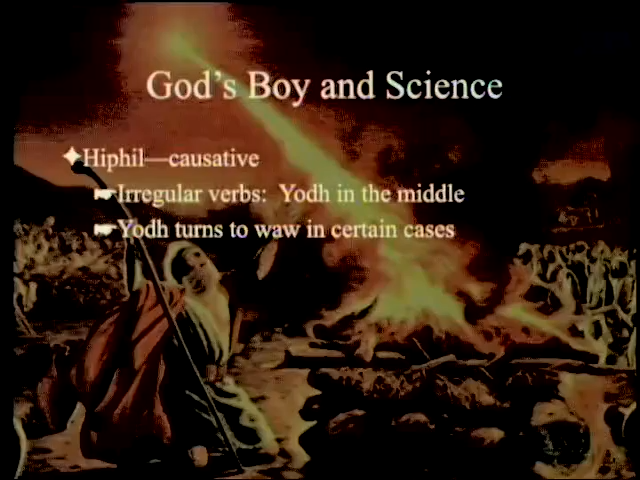 God's Boy and Science
Hiphil—causative
Irregular verbs: Yodh in the middle
Yodh turns to waw in certain cases